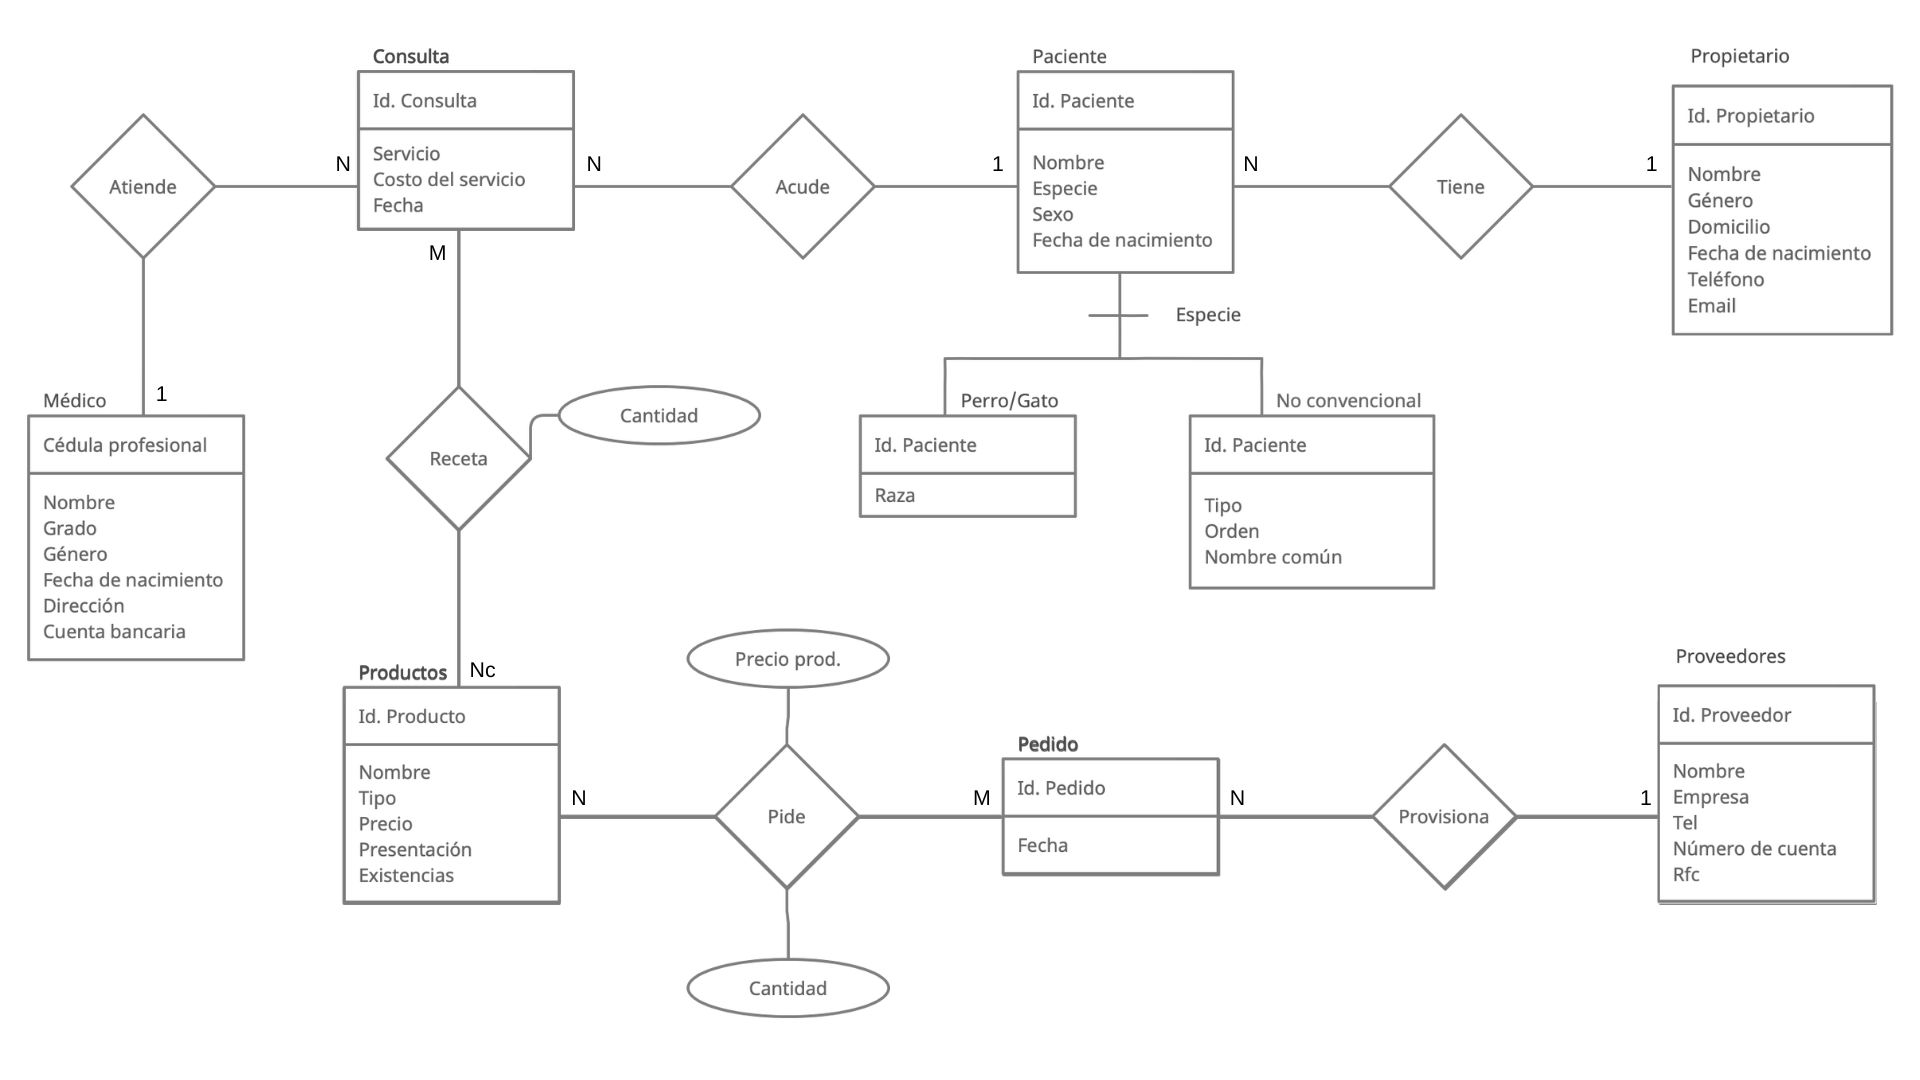 Consulta
Id. Consulta
Servicio
Costo del servicio
Fecha
N
N
M
Atiende
Acude
Paciente
Id. Paciente
Nombre
Especie
Sexo
Fecha de nacimiento
1
N
Tiene
Propietario
Id. Propietario
Nombre
Género
Domicilio
Fecha de nacimiento
Teléfono
Email
1
Especie
Médico
1
Cédula profesional
Nombre
Grado
Género
Fecha de nacimiento
Dirección
Cuenta bancaria
Receta
Cantidad
Perro/Gato
Id. Paciente
Raza
No convencional
Id. Paciente
Tipo
Orden
Nombre común
Productos
Nc
Id. Producto
Nombre
Tipo
Precio
Presentación
Existencias
N
Precio prod.
Pide
Cantidad
M
Pedido
Id. Pedido
Fecha
N
Provisiona
1
Proveedores
Id. Proveedor
Nombre
Empresa
Tel
Número de cuenta
Rfc